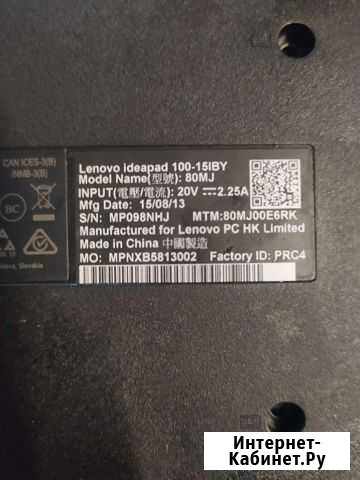 CAN ICES-3(B)
/NMB-3(B)
Slovakia
Lenovo ideapad 100-15IBY
Model Name(型號): 80MJ
INPUT(電壓/電流): 20V ⎓ 2.25A
Mfg Date: 15/08/13
S/N: MP098NHJ MTM:80MJ00E6RK
Manufactured for Lenovo PC HK Limited
Made in China 中國製造
MO: MPNXB5813002 Factory ID: PRC4
Интернет-
Кабинет.Ру